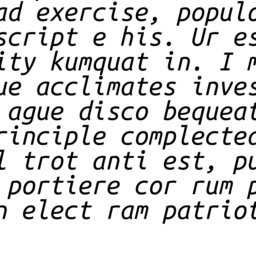 ad exercise, popula
script e his. Ur es
ity kumquat in. I
ue acclimates inves
ague disco bequeat
rinciple complected
trot anti est, pu
portiere cor rum p
n elect ram patriot